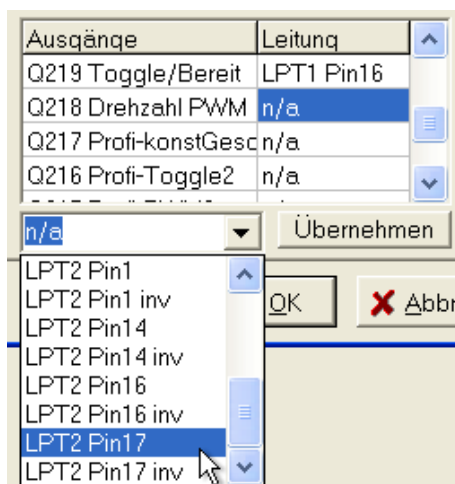 Ausgänge Leitung
Q219 Toggle/Bereit LPT1 Pin16
Q218 Drehzahl PWM n/a
Q217 Profi-konstGesc n/a
Q216 Profi-Toggle2 n/a
n/a Übernehmen
LPT2 Pin1
LPT2 Pin1 inv
LPT2 Pin14
LPT2 Pin14 inv
LPT2 Pin16
LPT2 Pin16 inv
LPT2 Pin17
LPT2 Pin17 inv
OK Abbr